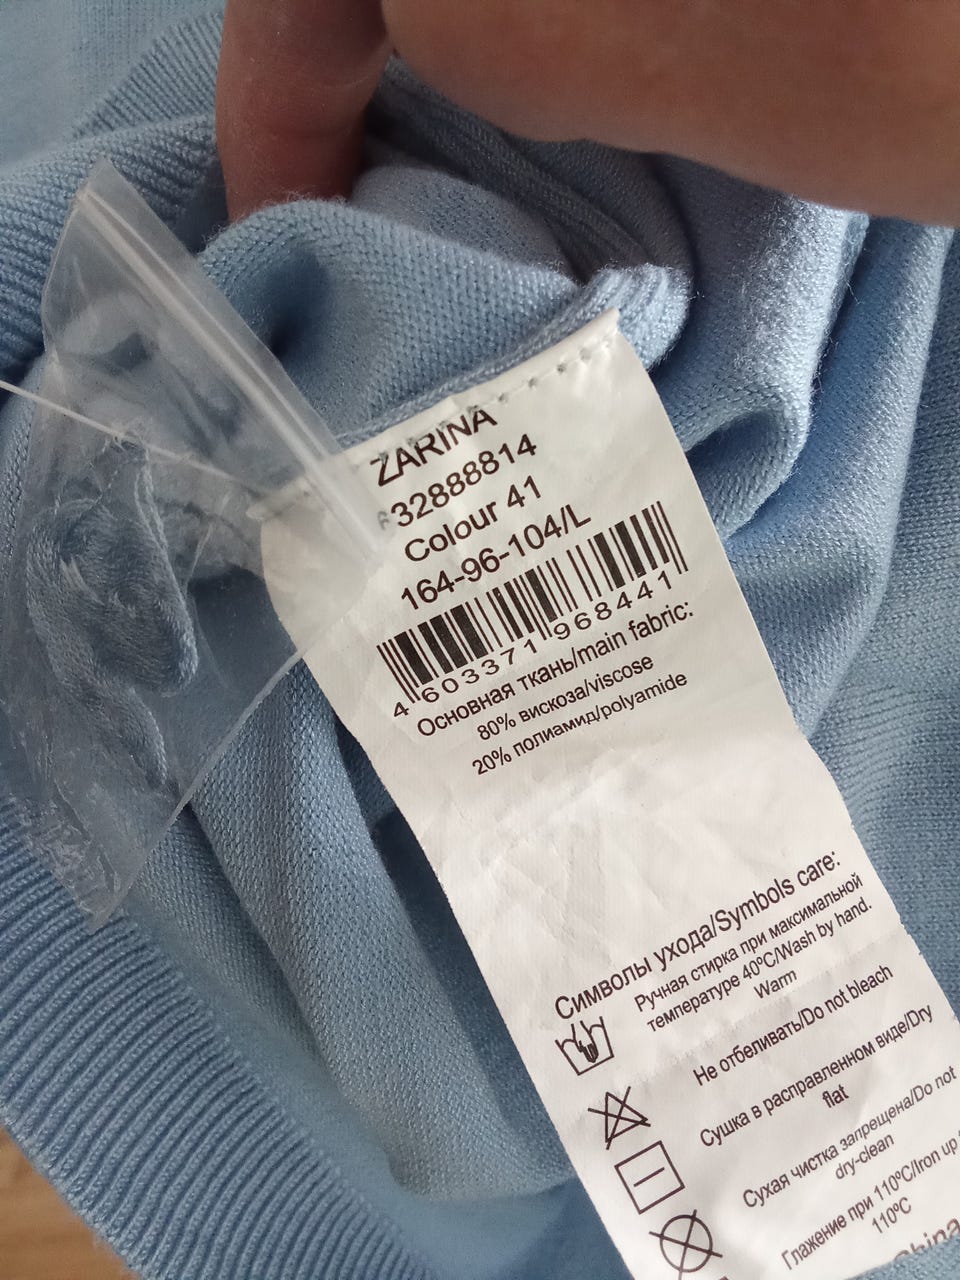 ZARINA
632888814
Colour 41
164-96-104/L
4 603371 968441
Основная ткань/main fabric:
80% вискоза/viscose
20% полиамид/polyamide
Символы ухода/Symbols care:
Ручная стирка при максимальной
температуре 40ºC/Wash by hand.
Warm
Не отбеливать/Do not bleach
Сушка в расправленном виде/Dry
flat
Сухая чистка запрещена/Do not
dry-clean
Глажение при 110ºC/Iron up
110ºC
China